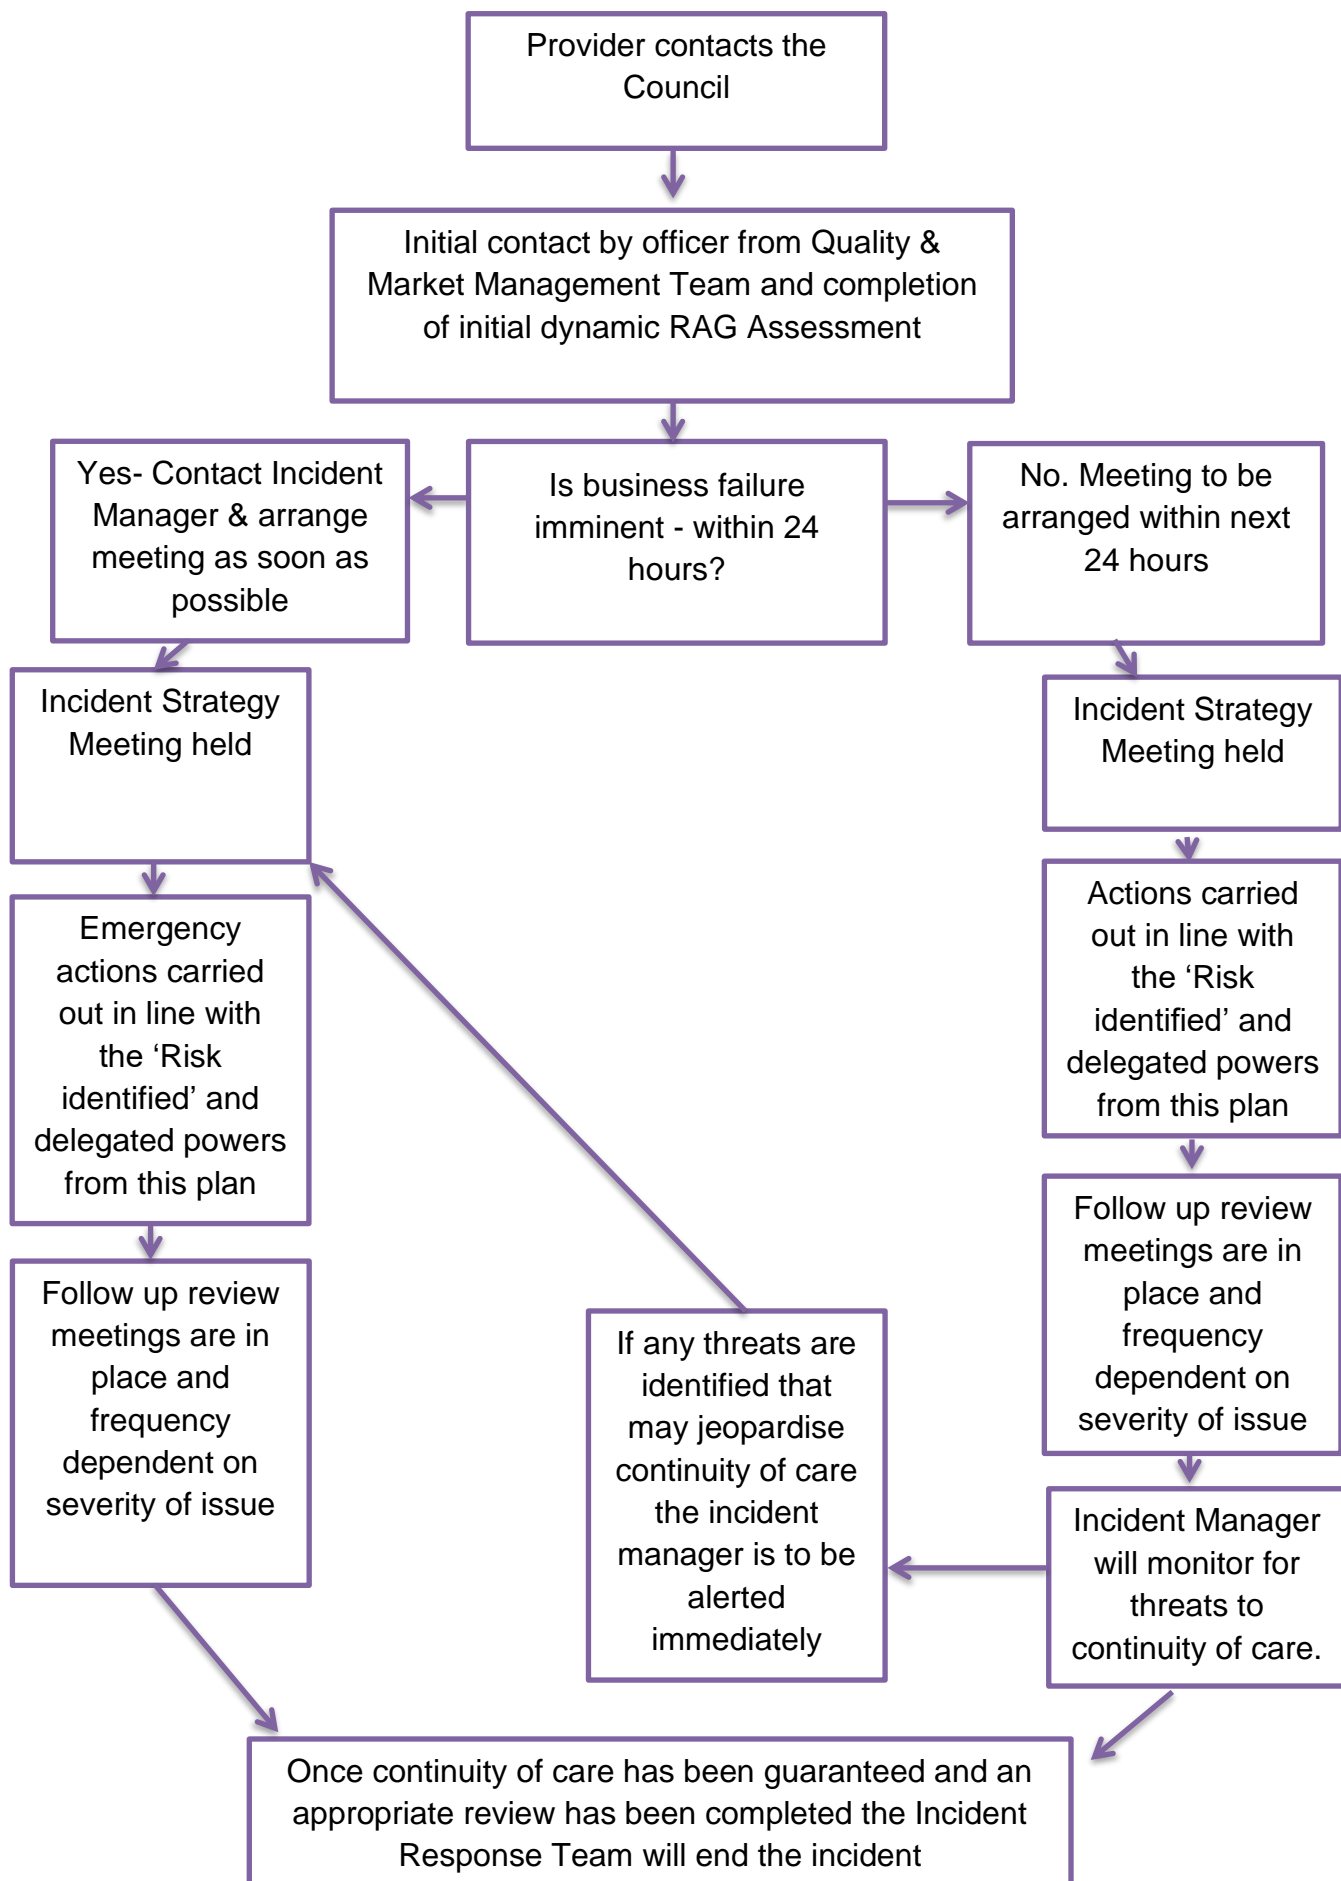 Provider contacts the
Council
Initial contact by officer from Quality &
Market Management Team and completion
of initial dynamic RAG Assessment
Yes- Contact Incident
Manager & arrange
meeting as soon as
possible
Is business failure
imminent - within 24
hours?
No. Meeting to be
arranged within next
24 hours
Incident Strategy
Meeting held
Incident Strategy
Meeting held
Emergency
actions carried
out in line with
the ‘Risk
identified’ and
delegated powers
from this plan
Actions carried
out in line with
the ‘Risk
identified’ and
delegated powers
from this plan
Follow up review
meetings are in
place and
frequency
dependent on
severity of issue
Follow up review
meetings are in
place and
frequency
dependent on
severity of issue
If any threats are
identified that
may jeopardise
continuity of care
the incident
manager is to be
alerted
immediately
Incident Manager
will monitor for
threats to
continuity of care.
Once continuity of care has been guaranteed and an
appropriate review has been completed the Incident
Response Team will end the incident